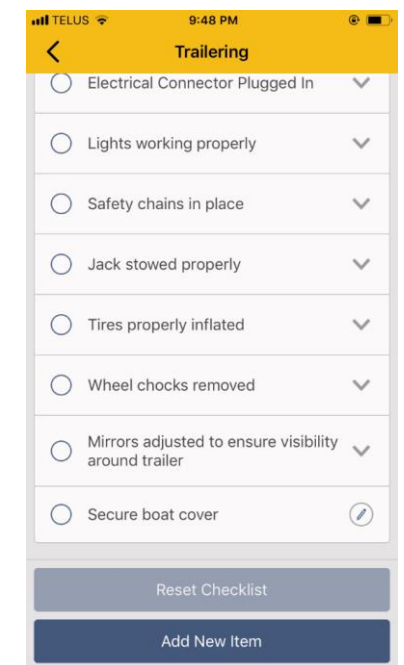 TELUS 9:48 PM
Trailering
Electrical Connector Plugged In
Lights working properly
Safety chains in place
Jack stowed properly
Tires properly inflated
Wheel chocks removed
Mirrors adjusted to ensure visibility
around trailer
Secure boat cover
Reset Checklist
Add New Item